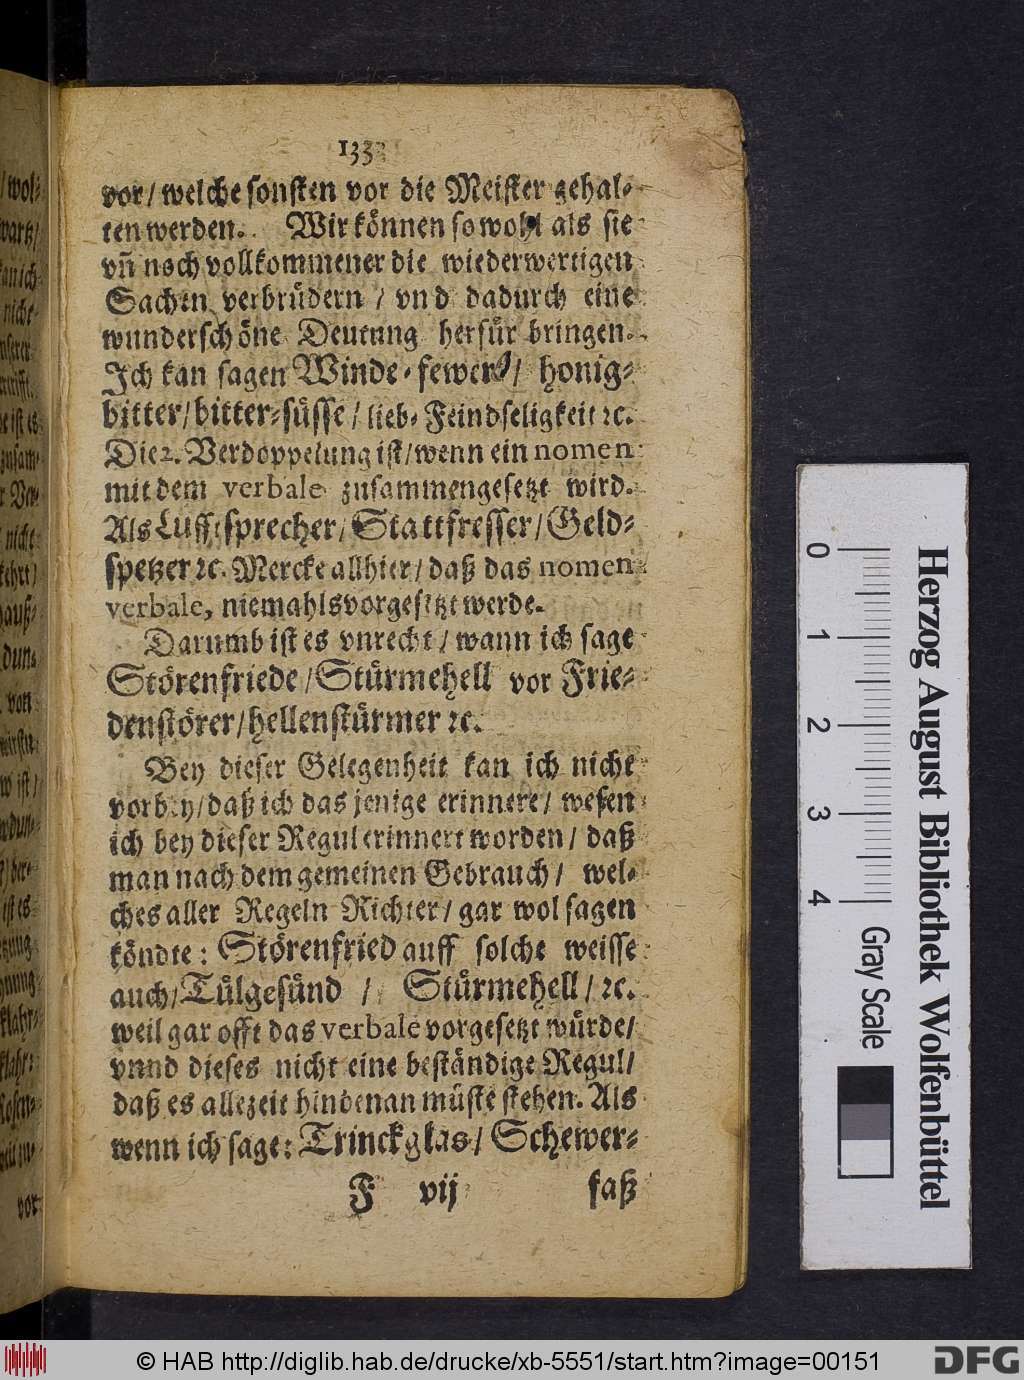 133
vor/ welche sonsten vor die Meister gehal-
ten werden. Wir können so wohl als sie
vñ noch vollkommener die wiederwertigen
Sachen verbrüdern / vnd dadurch eine
wunderschöne Deutung herfür bringen.
Ich kan sagen Winde-fewer/ honig-
bitter/bitter-süsse/ lieb-Feindseligkeit ꝛc.
Die 2. Verdoppelung ist/wenn ein nomen
mit dem verbale zusammengesetzt wird.
Als Lufftsprecher/Stattfresser/Geld-
spetzer ꝛc. Mercke allhier/ daß das nomen
verbale, niemahls vorgesetzt werde.
Darumb ist es vnrecht / wann ich sage
Störenfriede/Stürmehell vor Frie-
denstörer/hellenstürmer ꝛc.
Bey dieser Gelegenheit kan ich nicht
vorbey/daß ich das jenige erinnere/ weßen
ich bey dieser Regul erinnert worden/ daß
man nach dem gemeinen Gebrauch/ wel-
ches aller Regeln Richter/ gar wol sagen
köndte: Störenfried auff solche weisse
auch/Tülgesünd / Stürmehell/ ꝛc.
weil gar offt das verbale vorgesetzt würde/
vnnd dieses nicht eine beständige Regul/
daß es allezeit hindenan müste stehen. Als
wenn ich sage: Trinckglas/ Schewer-
F vij faß
0 1 2 3 4
Gray Scale
Herzog August Bibliothek Wolfenbüttel
© HAB http://diglib.hab.de/drucke/xb-5551/start.htm?image=00151
DFG